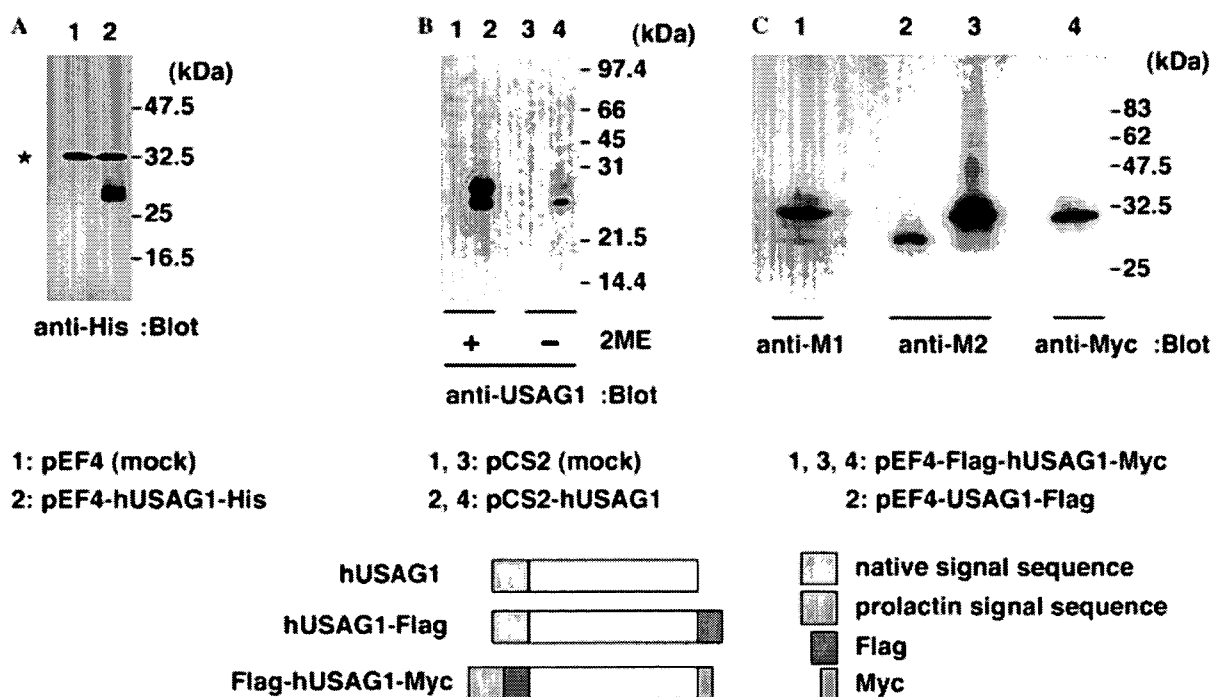 A 1 2
(kDa)
-47.5
★ -32.5
-25
-16.5
anti-His :Blot
1: pEF4 (mock)
2: pEF4-hUSAG1-His
B 1 2 3 4 (kDa)
- 97.4
- 66
- 45
- 31
- 21.5
- 14.4
+ - 2ME
anti-USAG1 :Blot
1, 3: pCS2 (mock)
2, 4: pCS2-hUSAG1
C 1 2 3 4
(kDa)
-83
-62
-47.5
-32.5
-25
anti-M1 anti-M2 anti-Myc :Blot
1, 3, 4: pEF4-Flag-hUSAG1-Myc
2: pEF4-USAG1-Flag
hUSAG1
hUSAG1-Flag
Flag-hUSAG1-Myc
native signal sequence
prolactin signal sequence
Flag
Myc